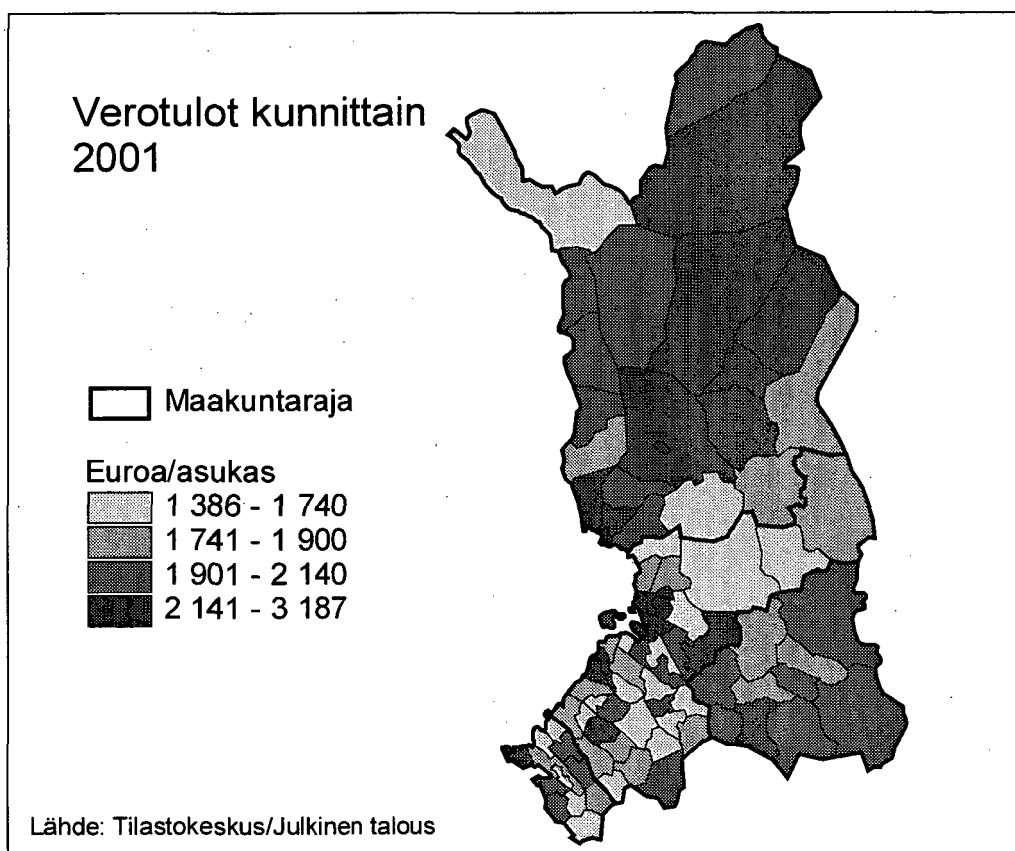 Verotulot kunnittain
2001
Maakuntaraja
Euroa/asukas
1 386 - 1 740
1 741 - 1 900
1 901 - 2 140
2 141 - 3 187
Lähde: Tilastokeskus/Julkinen talous